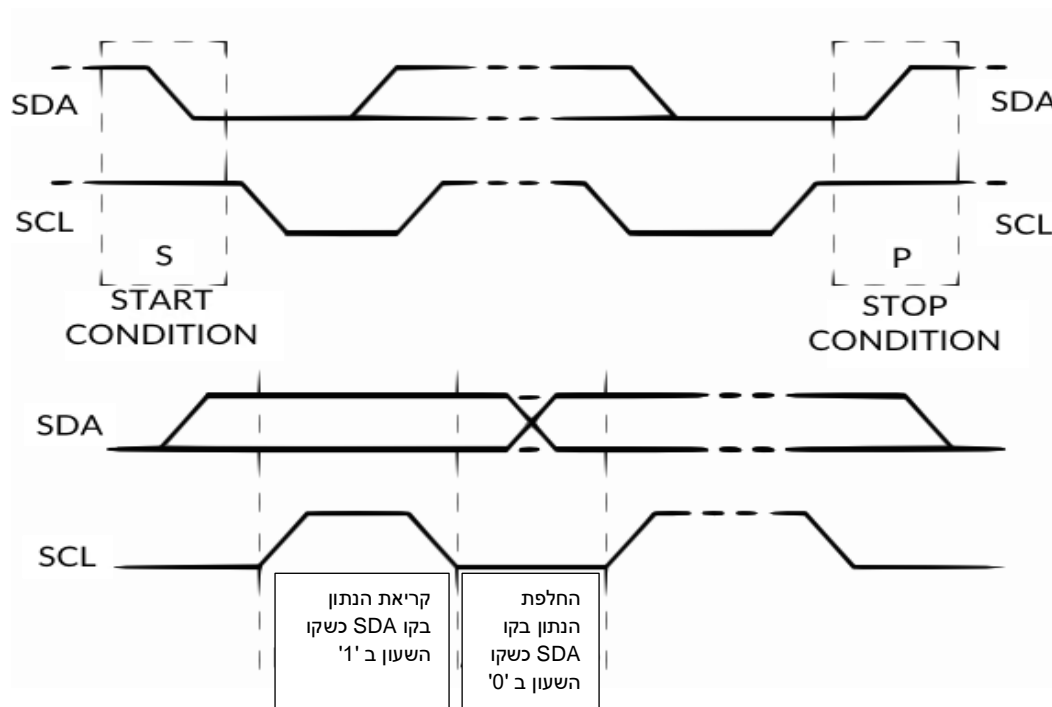 SDA
SDA
SCL
SCL
S
P
START
CONDITION
STOP
CONDITION
SDA
SCL
קריאת הנתון
בקו SDA כשקו
השעון ב '1'
החלפת
הנתון בקו
SDA כשקו
השעון ב '0'